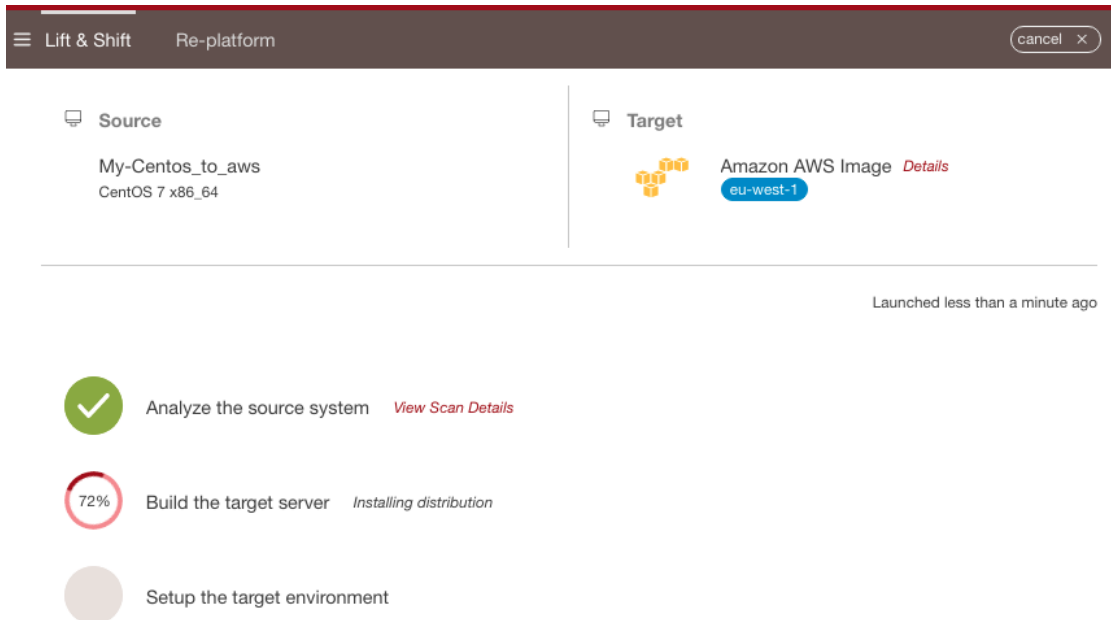 Lift & Shift Re-platform cancel ×
Source
My-Centos_to_aws
CentOS 7 x86_64
Target
Amazon AWS Image Details
eu-west-1
Launched less than a minute ago
Analyze the source system View Scan Details
72% Build the target server Installing distribution
Setup the target environment